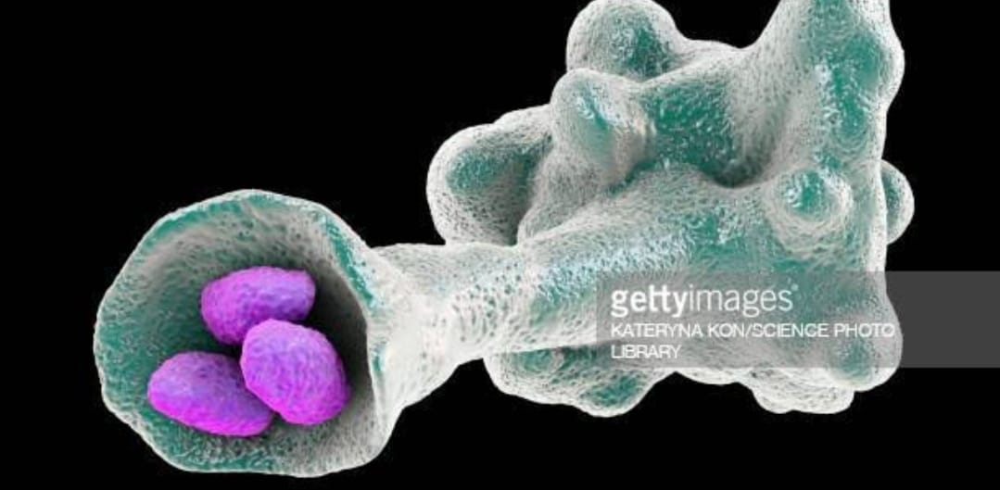 gettyimages
KATERYNA KON/SCIENCE PHOTO
LIBRARY